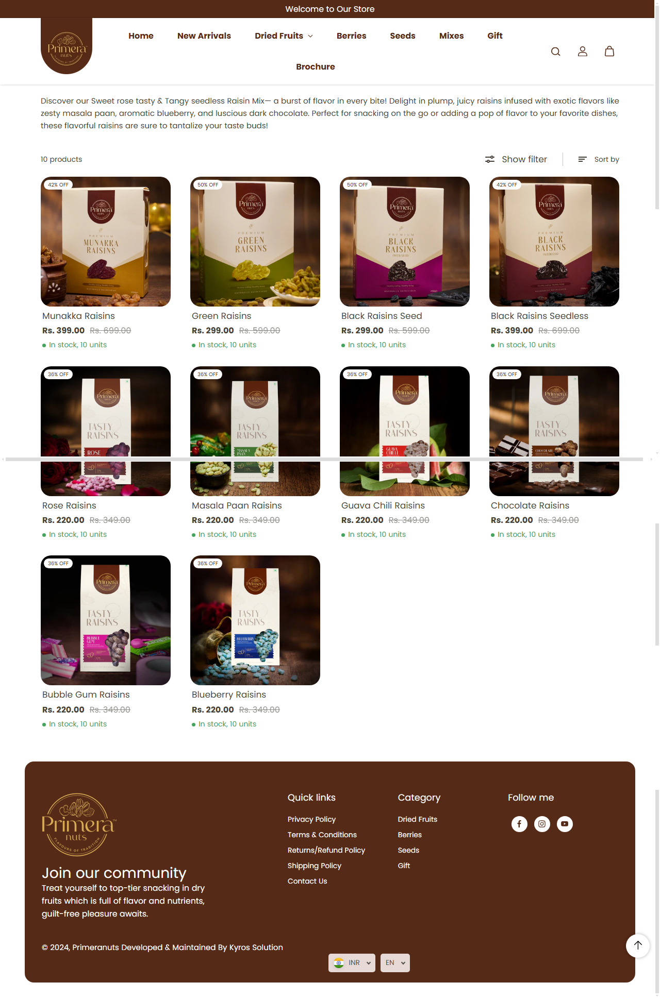 Welcome to Our Store
Primera
nuts
FLAVOURS OF TRADITION
Home
New Arrivals
Dried Fruits
Berries
Seeds
Mixes
Gift
Brochure
Discover our Sweet rose tasty & Tangy seedless Raisin Mix— a burst of flavor in every bite! Delight in plump, juicy raisins infused with exotic flavors like
zesty masala paan, aromatic blueberry, and luscious dark chocolate. Perfect for snacking on the go or adding a pop of flavor to your favorite dishes,
these flavorful raisins are sure to tantalize your taste buds!
10 products
Show filter
Sort by
42% OFF
Primera
nuts
PREMIUM
MUNAKKA
RAISINS
Munakka Raisins
Rs. 399.00 Rs. 699.00
In stock, 10 units
50% OFF
Primera
nuts
PREMIUM
GREEN
RAISINS
Green Raisins
Rs. 299.00 Rs. 599.00
In stock, 10 units
50% OFF
Primera
nuts
PREMIUM
BLACK
RAISINS
Black Raisins Seed
Rs. 299.00 Rs. 599.00
In stock, 10 units
42% OFF
Primera
nuts
PREMIUM
BLACK
RAISINS
Black Raisins Seedless
Rs. 399.00 Rs. 699.00
In stock, 10 units
36% OFF
Primera
TASTY
RAISINS
ROSE
Rose Raisins
Rs. 220.00 Rs. 349.00
In stock, 10 units
36% OFF
Primera
TASTY
RAISINS
MASALA
PAAN
Masala Paan Raisins
Rs. 220.00 Rs. 349.00
In stock, 10 units
36% OFF
Primera
TASTY
RAISINS
GUAVA
CHILLI
Guava Chili Raisins
Rs. 220.00 Rs. 349.00
In stock, 10 units
36% OFF
Primera
TASTY
RAISINS
CHOCOLATE
Chocolate Raisins
Rs. 220.00 Rs. 349.00
In stock, 10 units
36% OFF
Primera
TASTY
RAISINS
BUBBLE
GUM
Bubble Gum Raisins
Rs. 220.00 Rs. 349.00
In stock, 10 units
36% OFF
Primera
TASTY
RAISINS
BLUEBERRY
Blueberry Raisins
Rs. 220.00 Rs. 349.00
In stock, 10 units
Primera™
nuts
FLAVOURS OF TRADITION
Join our community
Treat yourself to top-tier snacking in dry
fruits which is full of flavor and nutrients,
guilt-free pleasure awaits.
Quick links
Privacy Policy
Terms & Conditions
Returns/Refund Policy
Shipping Policy
Contact Us
Category
Dried Fruits
Berries
Seeds
Gift
Follow me
© 2024, Primeranuts Developed & Maintained By Kyros Solution
INR
EN